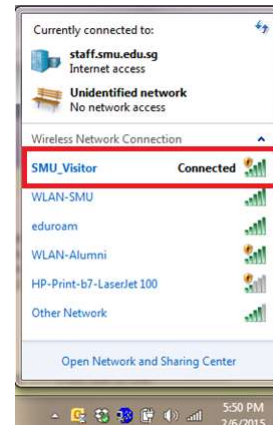 Currently connected to:
staff.smu.edu.sg
Internet access
Unidentified network
No network access
Wireless Network Connection
SMU_Visitor Connected
WLAN-SMU
eduroam
WLAN-Alumni
HP-Print-b7-LaserJet 100
Other Network
Open Network and Sharing Center
5:50 PM
2/6/2015